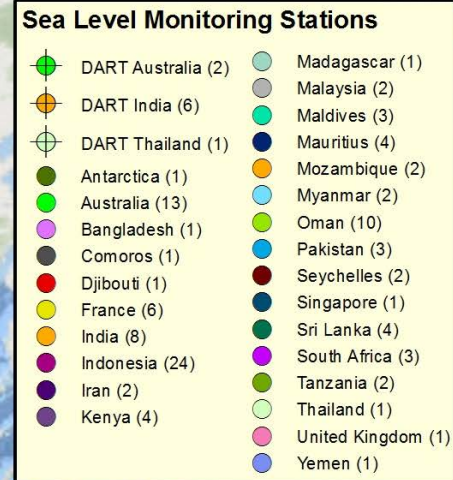 Sea Level Monitoring Stations
DART Australia (2)
DART India (6)
DART Thailand (1)
Antarctica (1)
Australia (13)
Bangladesh (1)
Comoros (1)
Djibouti (1)
France (6)
India (8)
Indonesia (24)
Iran (2)
Kenya (4)
Madagascar (1)
Malaysia (2)
Maldives (3)
Mauritius (4)
Mozambique (2)
Myanmar (2)
Oman (10)
Pakistan (3)
Seychelles (2)
Singapore (1)
Sri Lanka (4)
South Africa (3)
Tanzania (2)
Thailand (1)
United Kingdom (1)
Yemen (1)